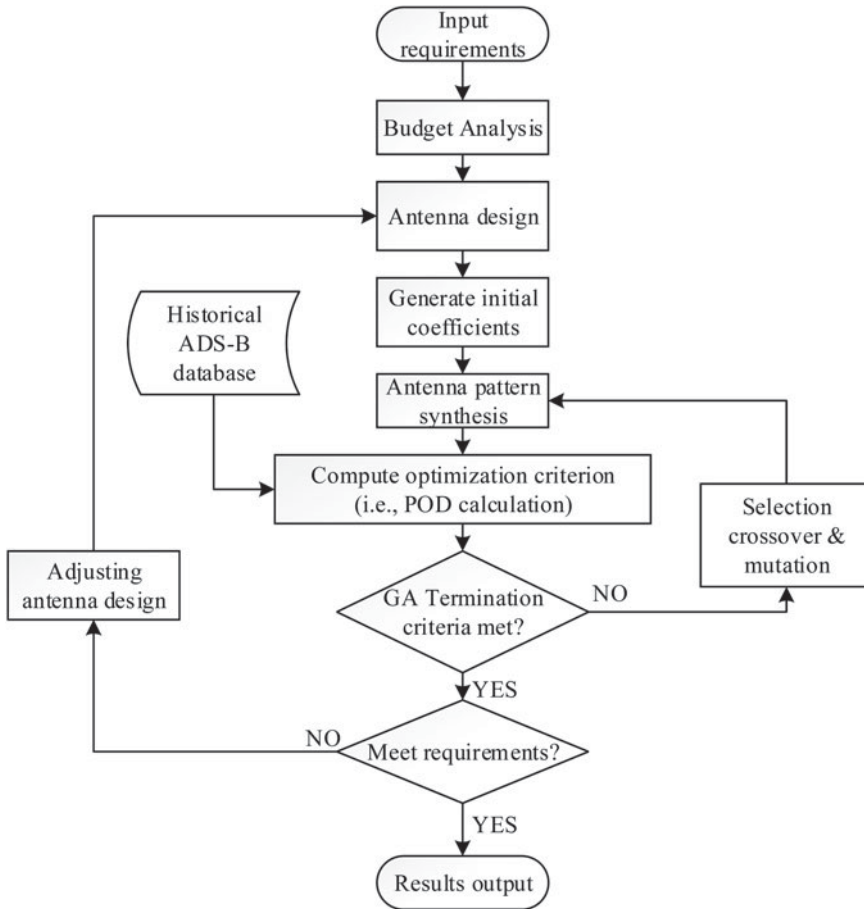 Input
requirements
Budget Analysis
Antenna design
Generate initial
coefficients
Historical
ADS-B
database
Antenna pattern
synthesis
Compute optimization criterion
(i.e., POD calculation)
Selection
crossover &
mutation
Adjusting
antenna design
GA Termination
criteria met?
NO
YES
NO
Meet requirements?
YES
Results output